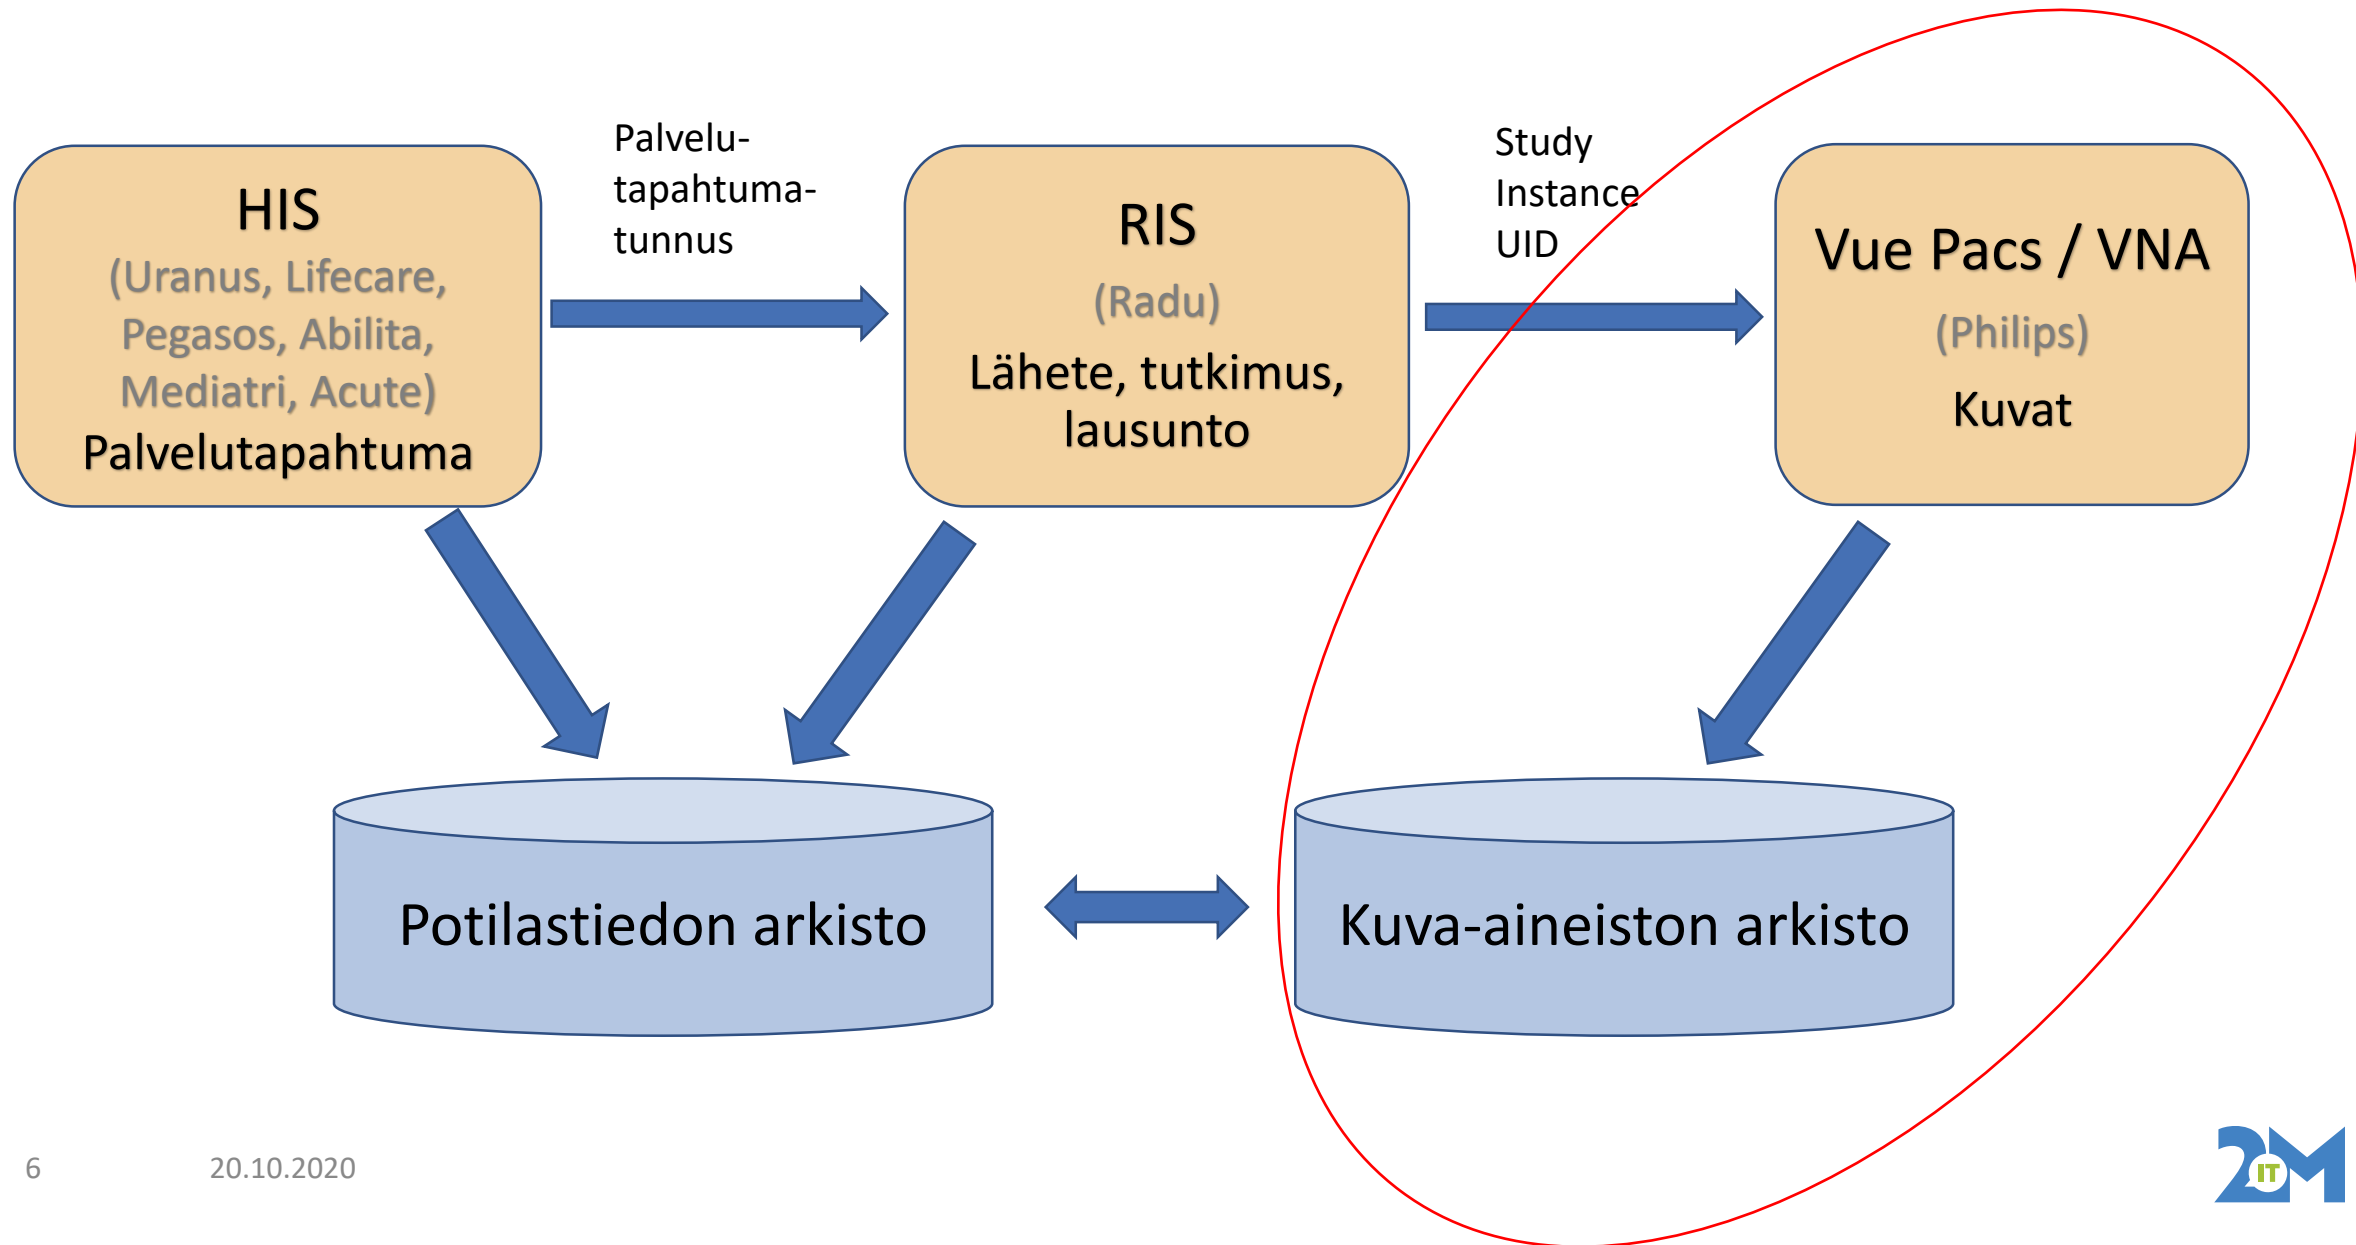 HIS
(Uranus, Lifecare,
Pegasos, Abilita,
Mediatri, Acute)
Palvelutapahtuma
Palvelu-
tapahtuma-
tunnus
RIS
(Radu)
Lähete, tutkimus,
lausunto
Study
Instance
UID
Vue Pacs / VNA
(Philips)
Kuvat
Potilastiedon arkisto
Kuva-aineiston arkisto
6
20.10.2020
2M
IT